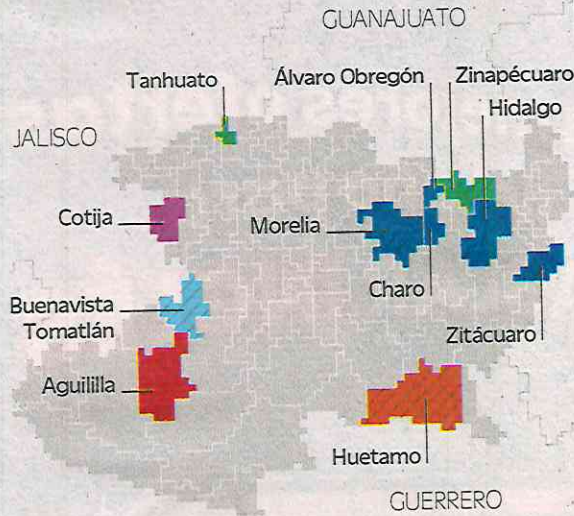 GUANAJUATO
Tanhuato
Álvaro Obregón
Zinapécuaro
Hidalgo
JALISCO
Cotija
Morelia
Charo
Buenavista
Tomatlán
Zitácuaro
Aguililla
Huetamo
GUERRERO